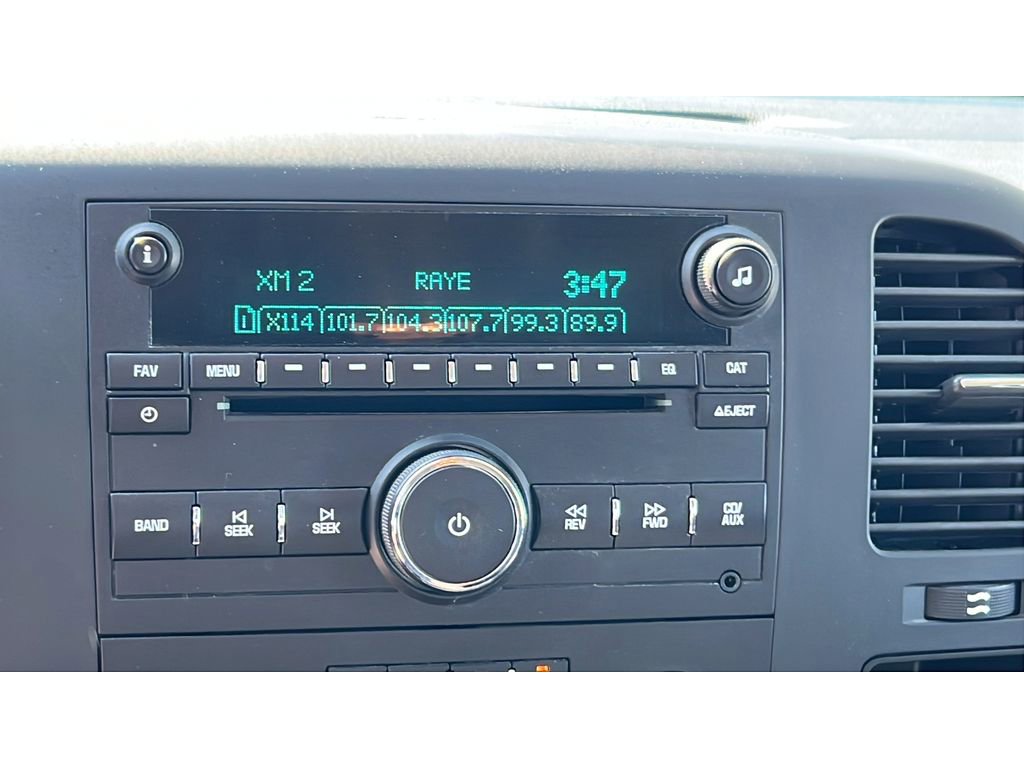 XM 2 RAYE 3:47
1 X114 101.7 104.3 107.7 99.3 89.9
FAV MENU EQ CAT
EJECT
BAND SEEK SEEK REV FWD CD/
AUX